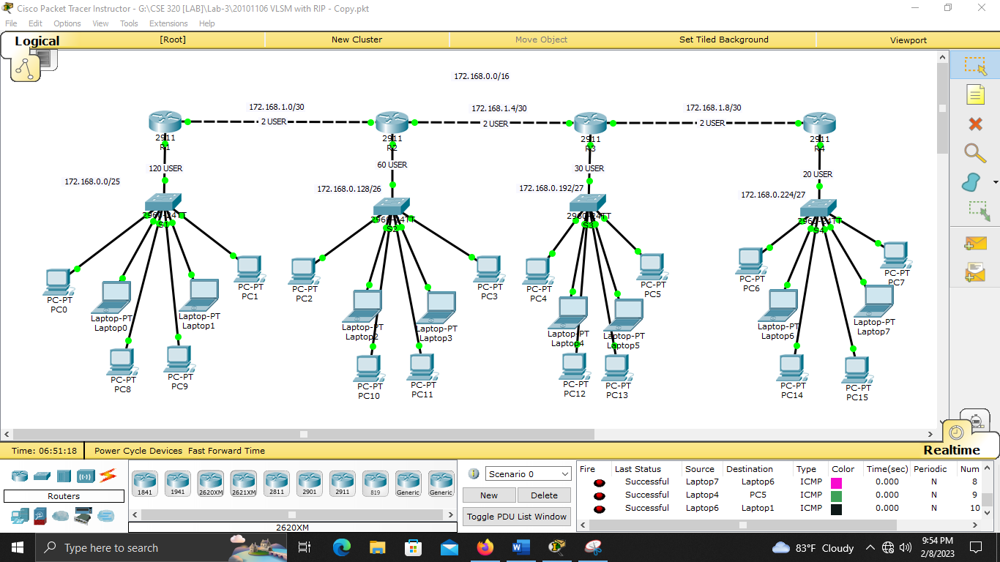 Cisco Packet Tracer Instructor - G:\CSE 320 [LAB]\Lab-3\20101106 VLSM with RIP - Copy.pkt
File Edit Options View Tools Extensions Help
Logical [Root] New Cluster Move Object Set Tiled Background Viewport
172.168.0.0/16
172.168.1.0/30 172.168.1.4/30 172.168.1.8/30
2 USER 2 USER 2 USER
2911 2911 2911 2911
R1 R2 R3 R4
120 USER 60 USER 30 USER 20 USER
172.168.0.0/25 172.168.0.128/26 172.168.0.192/27 172.168.0.224/27
2960-24TT 2960-24TT 2960-24TT 2960-24TT
S1 S2 S3 S4
PC-PT PC-PT PC-PT PC-PT PC-PT PC-PT PC-PT PC-PT
PC0 PC1 PC2 PC3 PC4 PC5 PC6 PC7
Laptop-PT Laptop-PT Laptop-PT Laptop-PT Laptop-PT Laptop-PT Laptop-PT Laptop-PT
Laptop0 Laptop1 Laptop2 Laptop3 Laptop4 Laptop5 Laptop6 Laptop7
PC-PT PC-PT PC-PT PC-PT PC-PT PC-PT PC-PT PC-PT
PC8 PC9 PC10 PC11 PC12 PC13 PC14 PC15
Time: 06:51:18 Power Cycle Devices Fast Forward Time Realtime
Routers
1841 1941 2620XM 2621XM 2811 2901 2911 819 Generic Generic
2620XM
Scenario 0
New Delete
Toggle PDU List Window
Fire Last Status Source Destination Type Color Time(sec) Periodic Num
Successful Laptop7 Laptop6 ICMP 0.000 N 8
Successful Laptop4 PC5 ICMP 0.000 N 9
Successful Laptop6 Laptop1 ICMP 0.000 N 10
Type here to search
83°F Cloudy
9:54 PM
2/8/2023